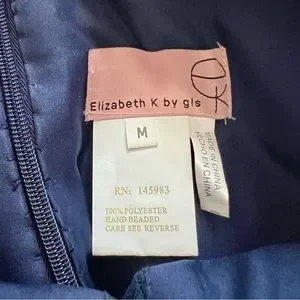 Elizabeth K by gls
M
RN: 145983
100% POLYESTER
HAND BEADED
CARE SEE REVERSE
MADE IN CHINA
HECHO EN CHINA